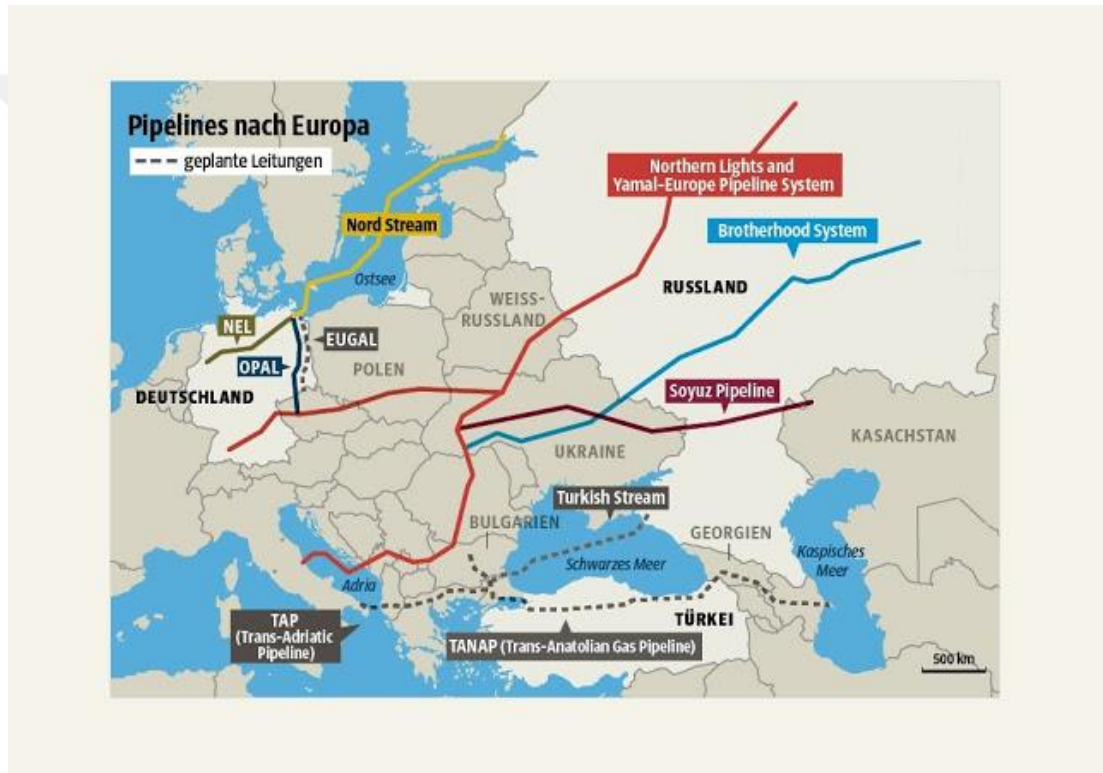 Pipelines nach Europa
geplante Leitungen
Northern Lights and
Yamal-Europe Pipeline System
Nord Stream
Brotherhood System
Ostsee
RUSSLAND
WEISS-
RUSSLAND
NEL
EUGAL
OPAL
POLEN
DEUTSCHLAND
Soyuz Pipeline
KASACHSTAN
UKRAINE
Turkish Stream
BULGARIEN
GEORGIEN
Schwarzes Meer
Kaspisches
Meer
Adria
TAP
(Trans-Adriatic
Pipeline)
TÜRKEI
TANAP (Trans-Anatolian Gas Pipeline)
500 km